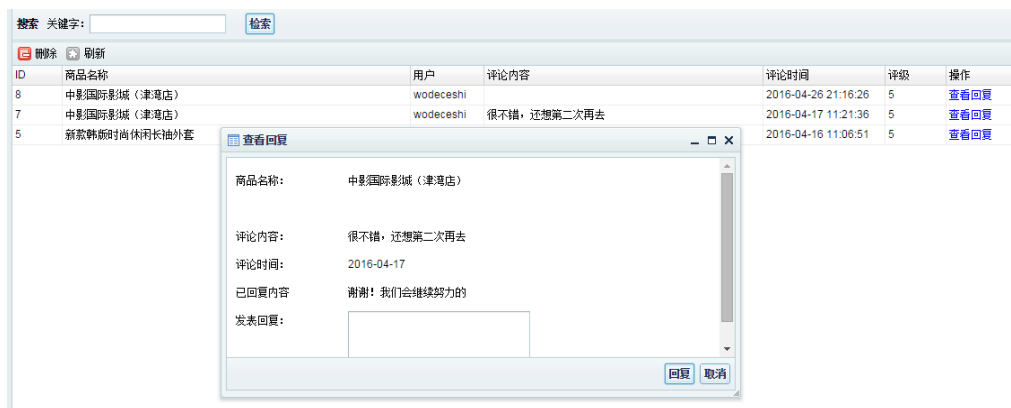 搜索 关键字: 检索
删除 刷新
ID 商品名称 用户 评论内容 评论时间 评级 操作
8 中影国际影城（津湾店） wodeceshi 2016-04-26 21:16:26 5 查看回复
7 中影国际影城（津湾店） wodeceshi 很不错，还想第二次再去 2016-04-17 11:21:36 5 查看回复
5 新款韩版时尚休闲长袖外套 2016-04-16 11:06:51 5 查看回复
查看回复
商品名称: 中影国际影城（津湾店）
评论内容: 很不错，还想第二次再去
评论时间: 2016-04-17
已回复内容 谢谢！我们会继续努力的
发表回复:
回复 取消